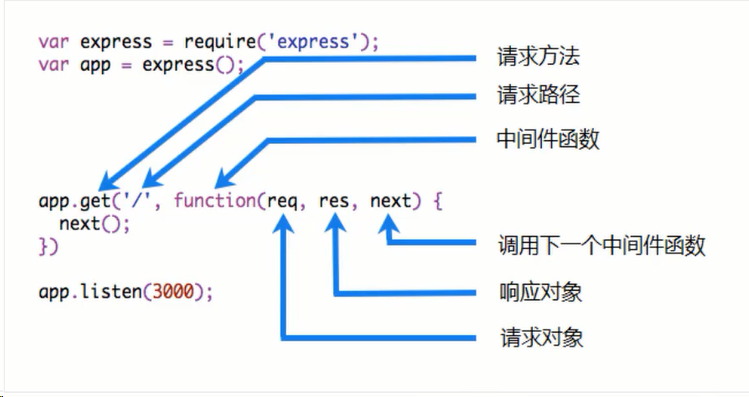 var express = require('express');
var app = express();
请求方法
请求路径
中间件函数
app.get('/', function(req, res, next) {
  next();
})
调用下一个中间件函数
app.listen(3000);
响应对象
请求对象